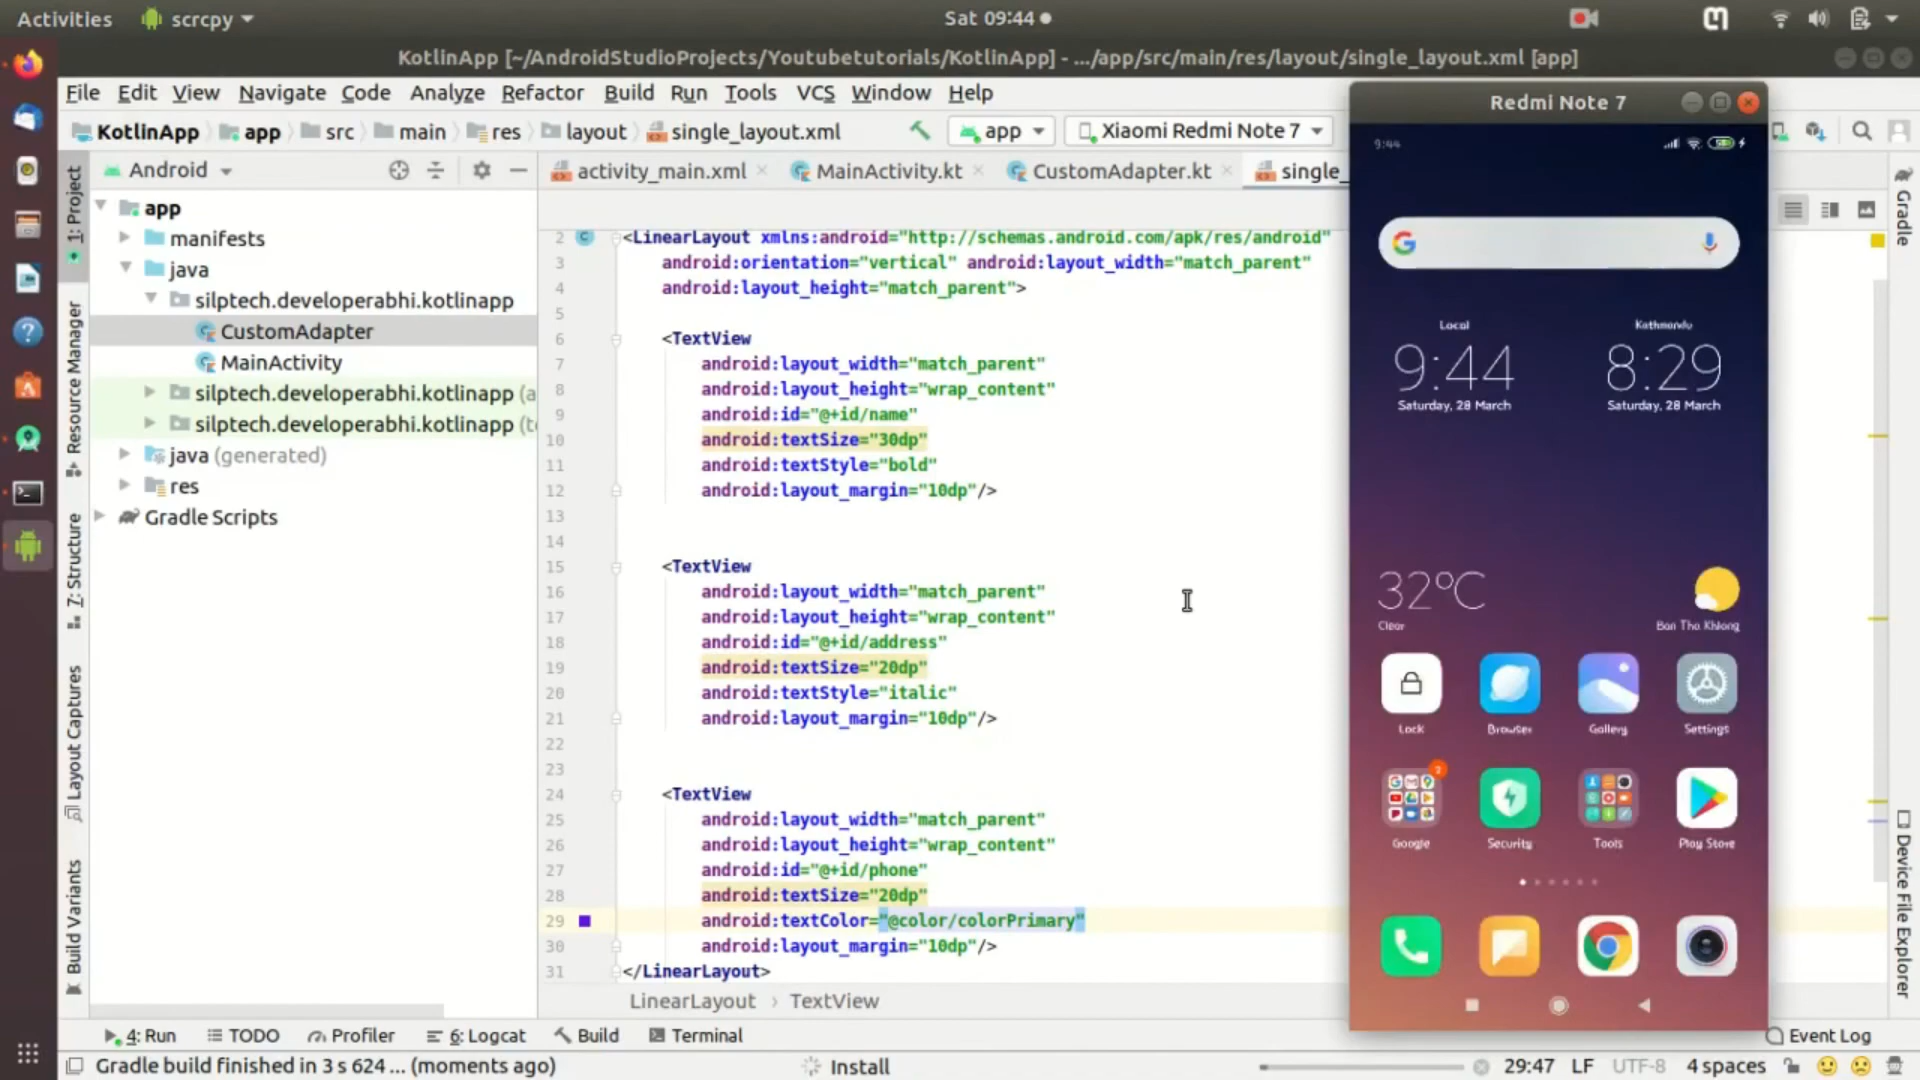 Activities scrcpy Sat 09:44
KotlinApp [~/AndroidStudioProjects/Youtubetutorials/KotlinApp] - .../app/src/main/res/layout/single_layout.xml [app]
File Edit View Navigate Code Analyze Refactor Build Run Tools VCS Window Help
KotlinApp app src main res layout single_layout.xml app Xiaomi Redmi Note 7
Android
activity_main.xml MainActivity.kt CustomAdapter.kt single_
app
manifests
java
silptech.developerabhi.kotlinapp
CustomAdapter
MainActivity
silptech.developerabhi.kotlinapp (a
silptech.developerabhi.kotlinapp (t
java (generated)
res
Gradle Scripts
1: Project
Resource Manager
7: Structure
Layout Captures
Build Variants
2 <LinearLayout xmlns:android="http://schemas.android.com/apk/res/android"
3 android:orientation="vertical" android:layout_width="match_parent"
4 android:layout_height="match_parent">
5
6 <TextView
7 android:layout_width="match_parent"
8 android:layout_height="wrap_content"
9 android:id="@+id/name"
10 android:textSize="30dp"
11 android:textStyle="bold"
12 android:layout_margin="10dp"/>
13
14
15 <TextView
16 android:layout_width="match_parent"
17 android:layout_height="wrap_content"
18 android:id="@+id/address"
19 android:textSize="20dp"
20 android:textStyle="italic"
21 android:layout_margin="10dp"/>
22
23
24 <TextView
25 android:layout_width="match_parent"
26 android:layout_height="wrap_content"
27 android:id="@+id/phone"
28 android:textSize="20dp"
29 android:textColor="@color/colorPrimary"
30 android:layout_margin="10dp"/>
31 </LinearLayout>
LinearLayout › TextView
Redmi Note 7
9:44
Local Kathmandu
9:44 8:29
Saturday, 28 March Saturday, 28 March
32°C
Clear Ban Tha Khlong
Lock Browser Gallery Settings
2
Google Security Tools Play Store
Gradle
Device File Explorer
4: Run TODO Profiler 6: Logcat Build Terminal Event Log
Gradle build finished in 3 s 624 ... (moments ago) Install 29:47 LF UTF-8 4 spaces